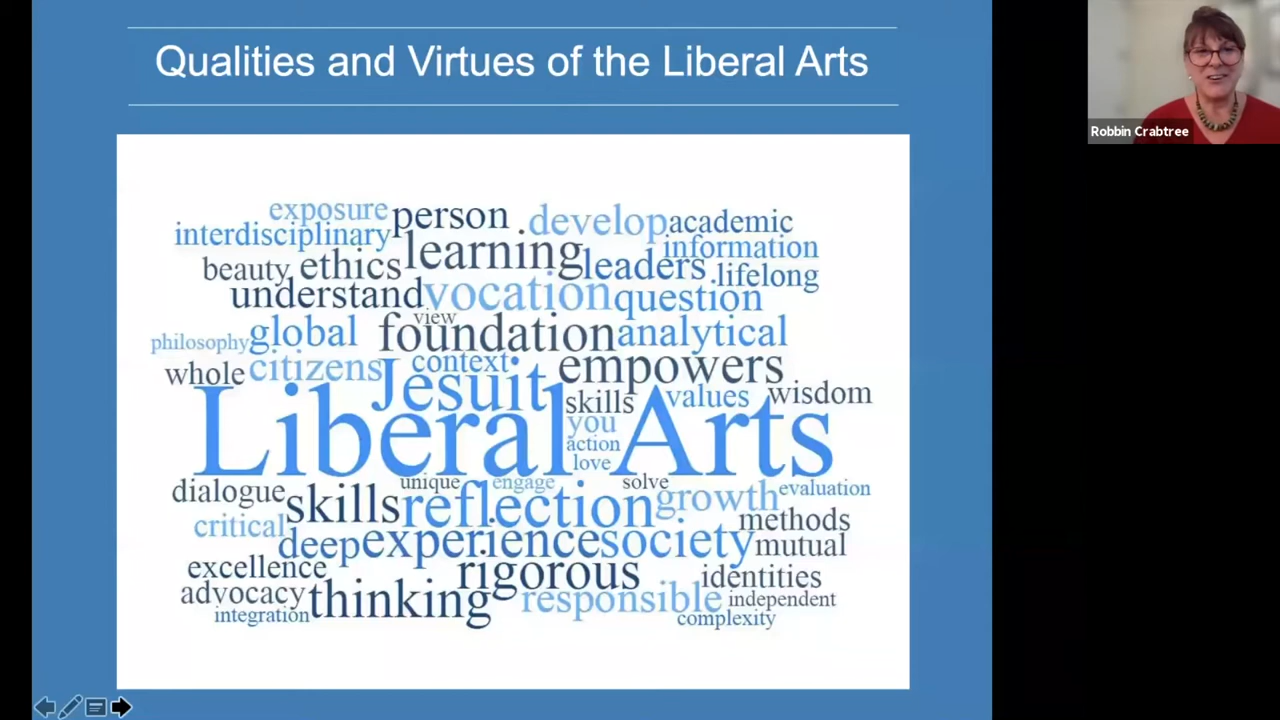 Qualities and Virtues of the Liberal Arts
Robbin Crabtree
exposure person develop academic
interdisciplinary learning information
beauty ethics leaders lifelong
understand vocation question
view
philosophy global foundation analytical
whole citizens context empowers
Jesuit skills values wisdom
Liberal Arts
you
action
love
dialogue unique engage solve evaluation
skills reflection growth
critical methods
deep experience society mutual
excellence rigorous identities
advocacy thinking responsible independent
integration complexity